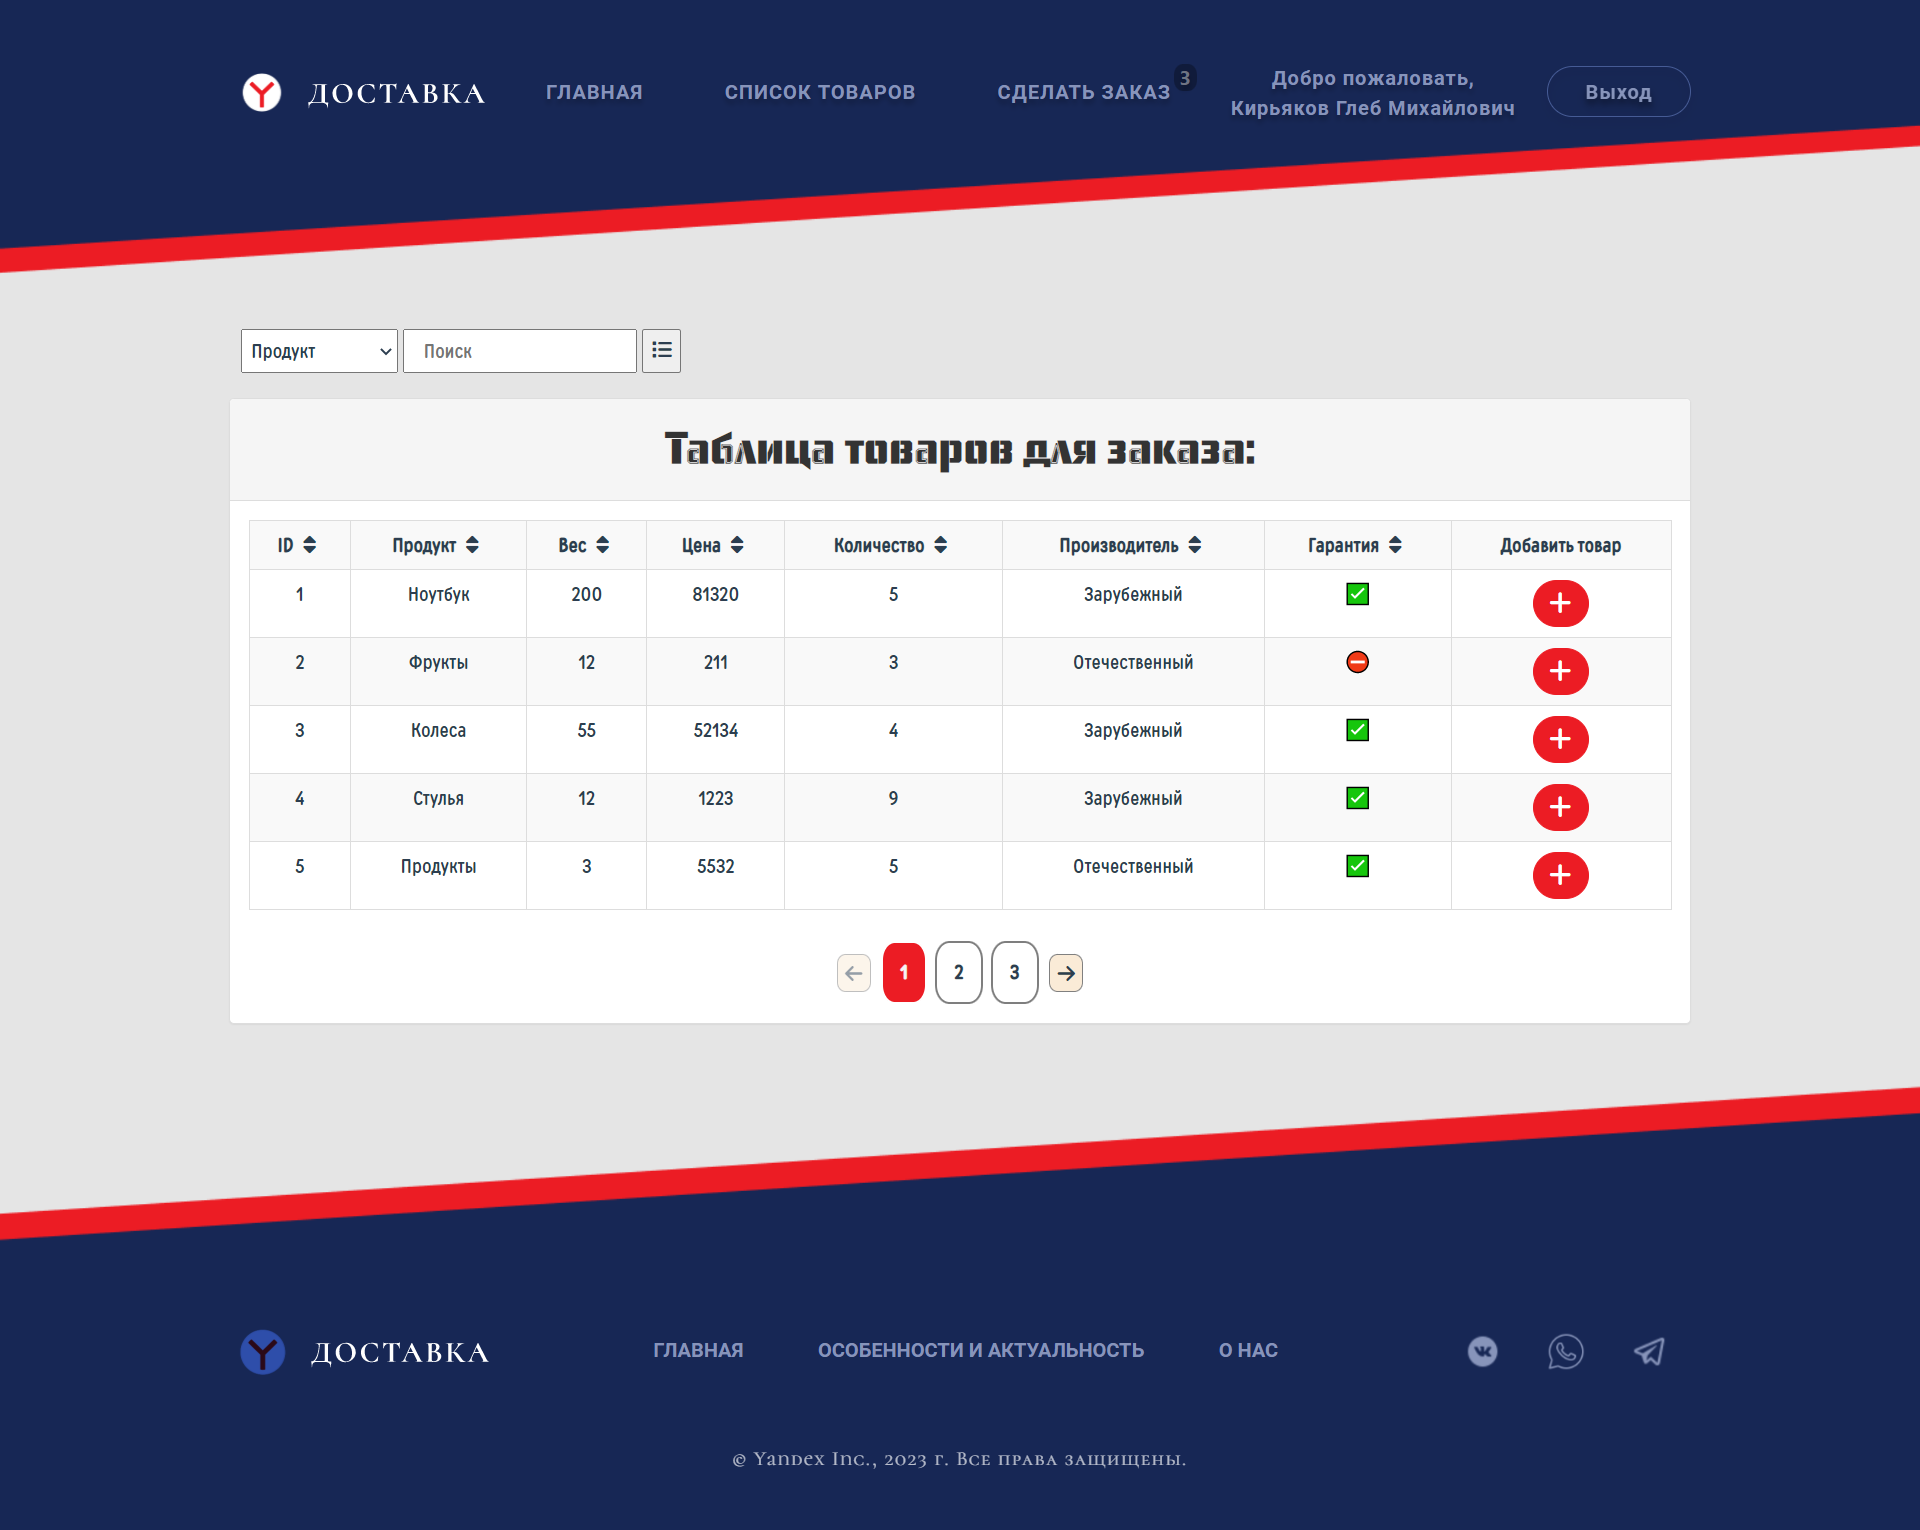 ДОСТАВКА
ГЛАВНАЯ
СПИСОК ТОВАРОВ
СДЕЛАТЬ ЗАКАЗ 3
Добро пожаловать,
Кирьяков Глеб Михайлович
Выход
Продукт
Поиск
Таблица товаров для заказа:
ID Продукт Вес Цена Количество Производитель Гарантия Добавить товар
1 Ноутбук 200 81320 5 Зарубежный
2 Фрукты 12 211 3 Отечественный
3 Колеса 55 52134 4 Зарубежный
4 Стулья 12 1223 9 Зарубежный
5 Продукты 3 5532 5 Отечественный
1 2 3
ДОСТАВКА
ГЛАВНАЯ
ОСОБЕННОСТИ И АКТУАЛЬНОСТЬ
О НАС
© Yandex Inc., 2023 г. Все права защищены.